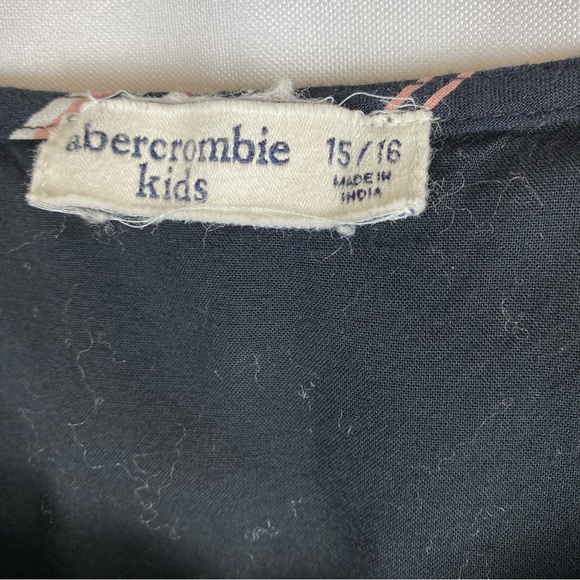 abercrombie
kids
15/16
MADE IN
INDIA